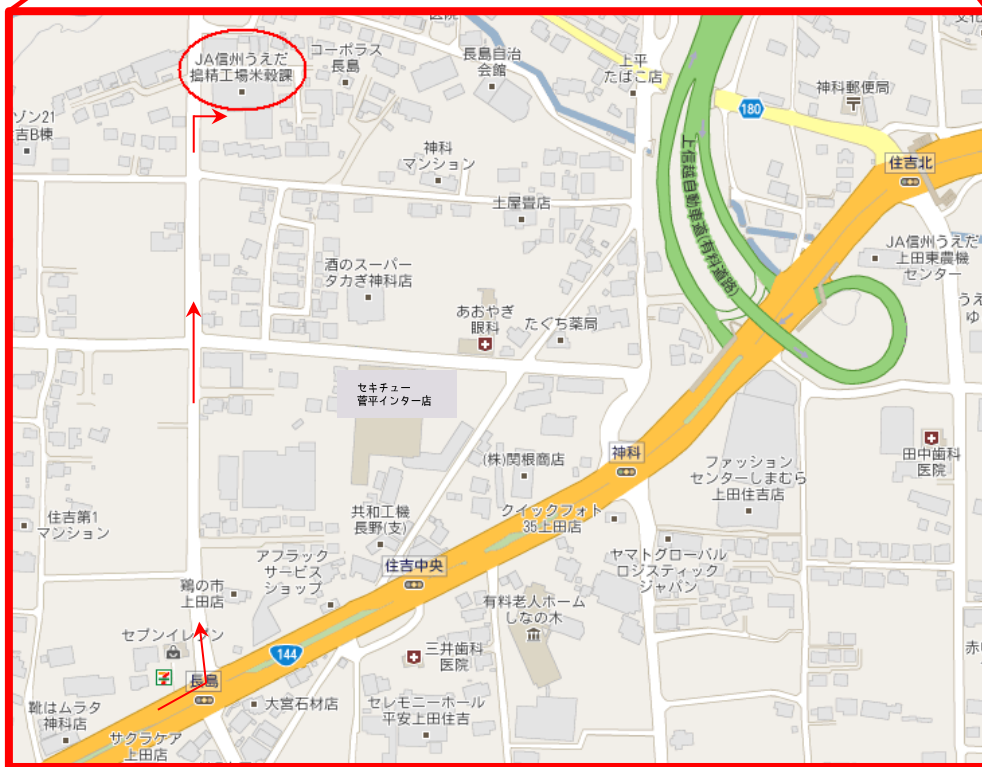 医院
JA信州うえだ
搗精工場米穀課
コーポラス
長島
長島自治
会館
上平
たばこ店
180
神科郵便局
住吉北
ゾン21
吉B棟
神科
マンション
土屋畳店
上信越自動車道(有料道路)
JA信州うえだ
上田東農機
センター
酒のスーパー
タカぎ神科店
あおやぎ
眼科
たぐち薬局
うえ
ゆ
セキチュー
菅平インター店
(株)関根商店
神科
ファッション
センターしまむら
上田住吉店
田中歯科
医院
住吉第1
マンション
共和工機
長野(支)
クイックフォト
35上田店
アフラック
サービス
ショップ
住吉中央
ヤマトグローバル
ロジスティック
ジャパン
鶏の市
上田店
有料老人ホーム
しなの木
セブンイレブン
144
三井歯科
医院
長島
靴はムラタ
神科店
大宮石材店
セレモニーホール
平安上田住吉
サクラケア
上田店